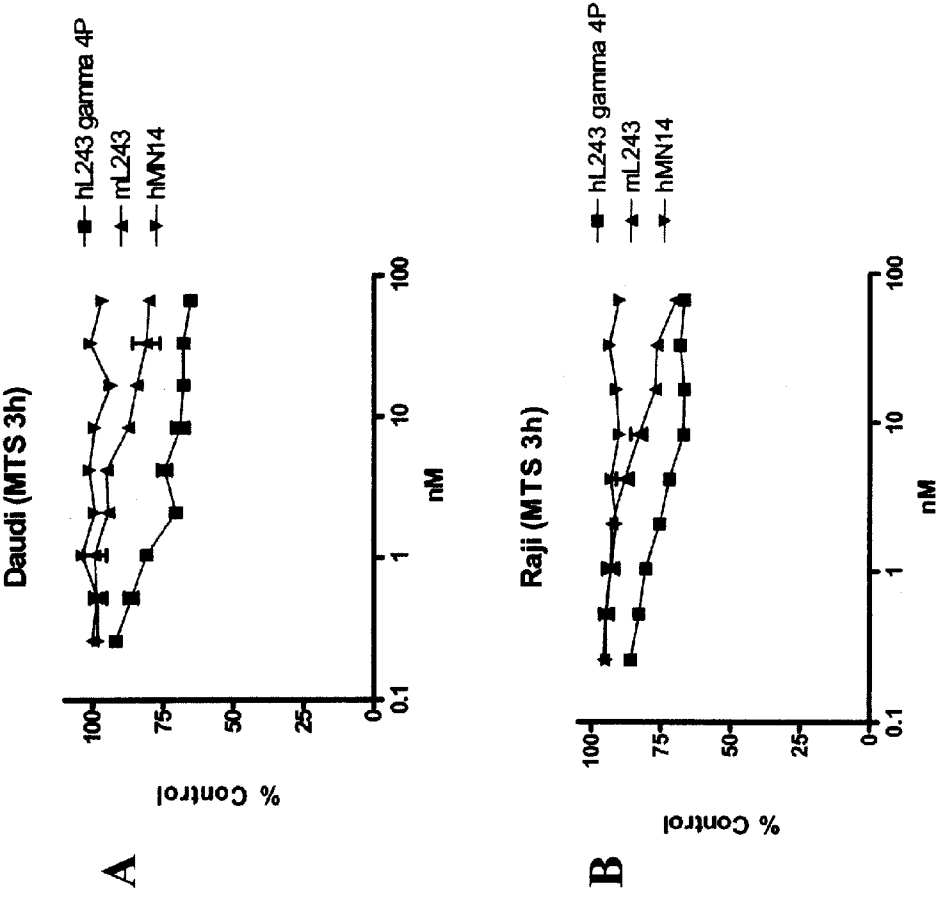 A
Daudi (MTS 3h)
% Control
100
75
50
25
0
0.1
1
10
100
nM
hL243 gamma 4P
mL243
hMN14
B
Raji (MTS 3h)
% Control
100
75
50
25
0
0.1
1
10
100
nM
hL243 gamma 4P
mL243
hMN14